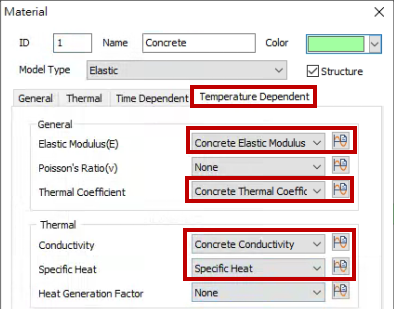 Material
ID 1 Name Concrete Color
Model Type Elastic Structure
General Thermal Time Dependent Temperature Dependent
General
Elastic Modulus(E) Concrete Elastic Modulus
Poisson's Ratio(ν) None
Thermal Coefficient Concrete Thermal Coeffic
Thermal
Conductivity Concrete Conductivity
Specific Heat Specific Heat
Heat Generation Factor None